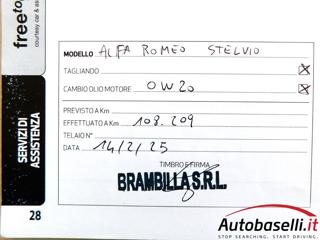 freeto
courtesy car & as
SERVIZI DI
ASSISTENZA
28
MODELLO ALFA ROMEO STELVIO
TAGLIANDO
CAMBIO OLIO MOTORE 0W20
PREVISTO A Km
EFFETTUATO A Km 108.209
TELAIO N°
DATA 14/2/25
TIMBRO E FIRMA
BRAMBILLA S.R.L.
Autobaselli.it
STOP SEARCHING. START DRIVING.